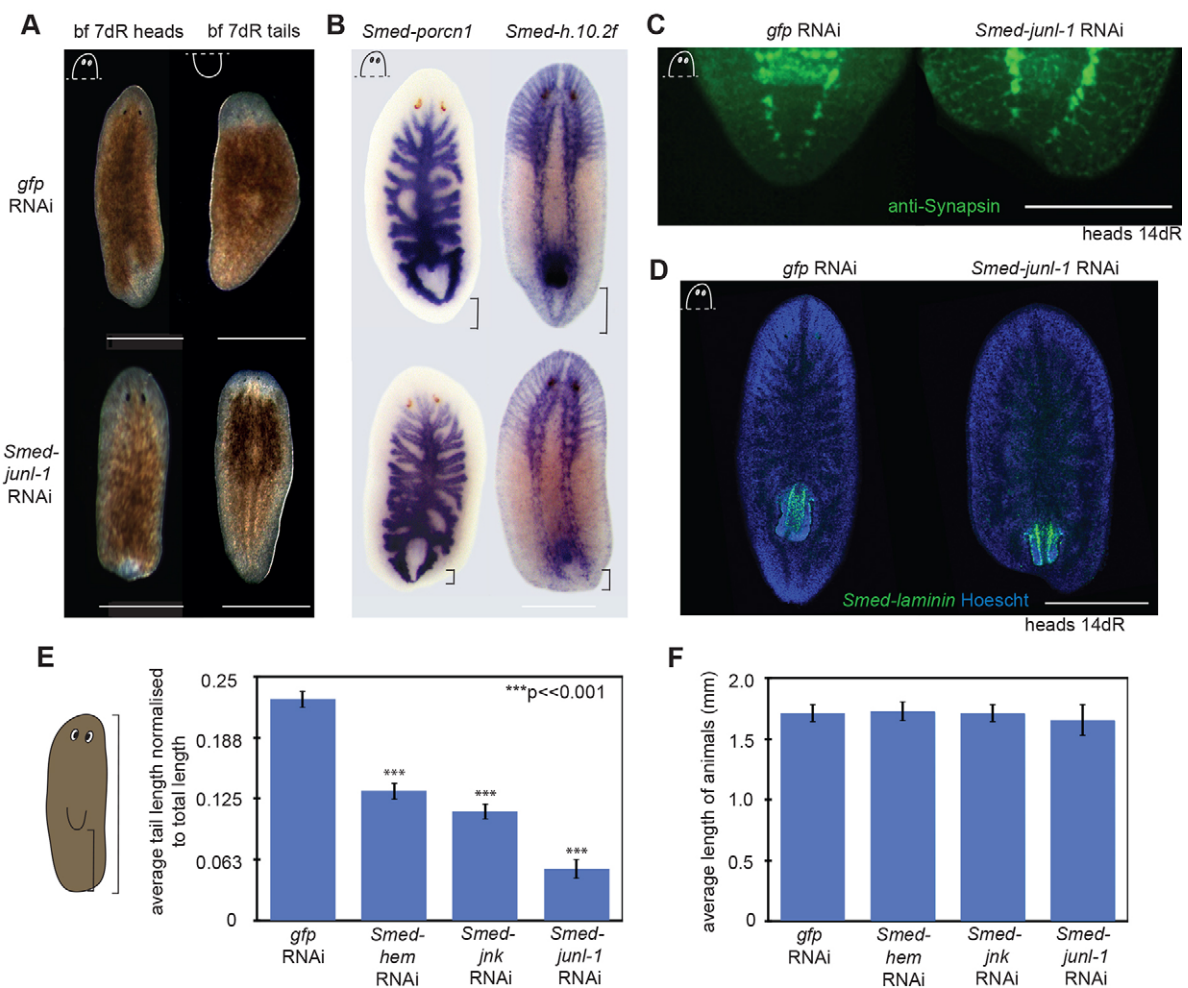 A
bf 7dR heads
bf 7dR tails
gfp
RNAi
Smed-
junl-1
RNAi
B
Smed-porcn1
Smed-h.10.2f
C
gfp RNAi
Smed-junl-1 RNAi
anti-Synapsin
heads 14dR
D
gfp RNAi
Smed-junl-1 RNAi
Smed-laminin Hoescht
heads 14dR
E
average tail length normalised
to total length
0.25
0.188
0.125
0.063
0
***p<<0.001
***
***
***
gfp
RNAi
Smed-
hem
RNAi
Smed-
jnk
RNAi
Smed-
junl-1
RNAi
F
average length of animals (mm)
2.0
1.5
1.0
0.5
0
gfp
RNAi
Smed-
hem
RNAi
Smed-
jnk
RNAi
Smed-
junl-1
RNAi